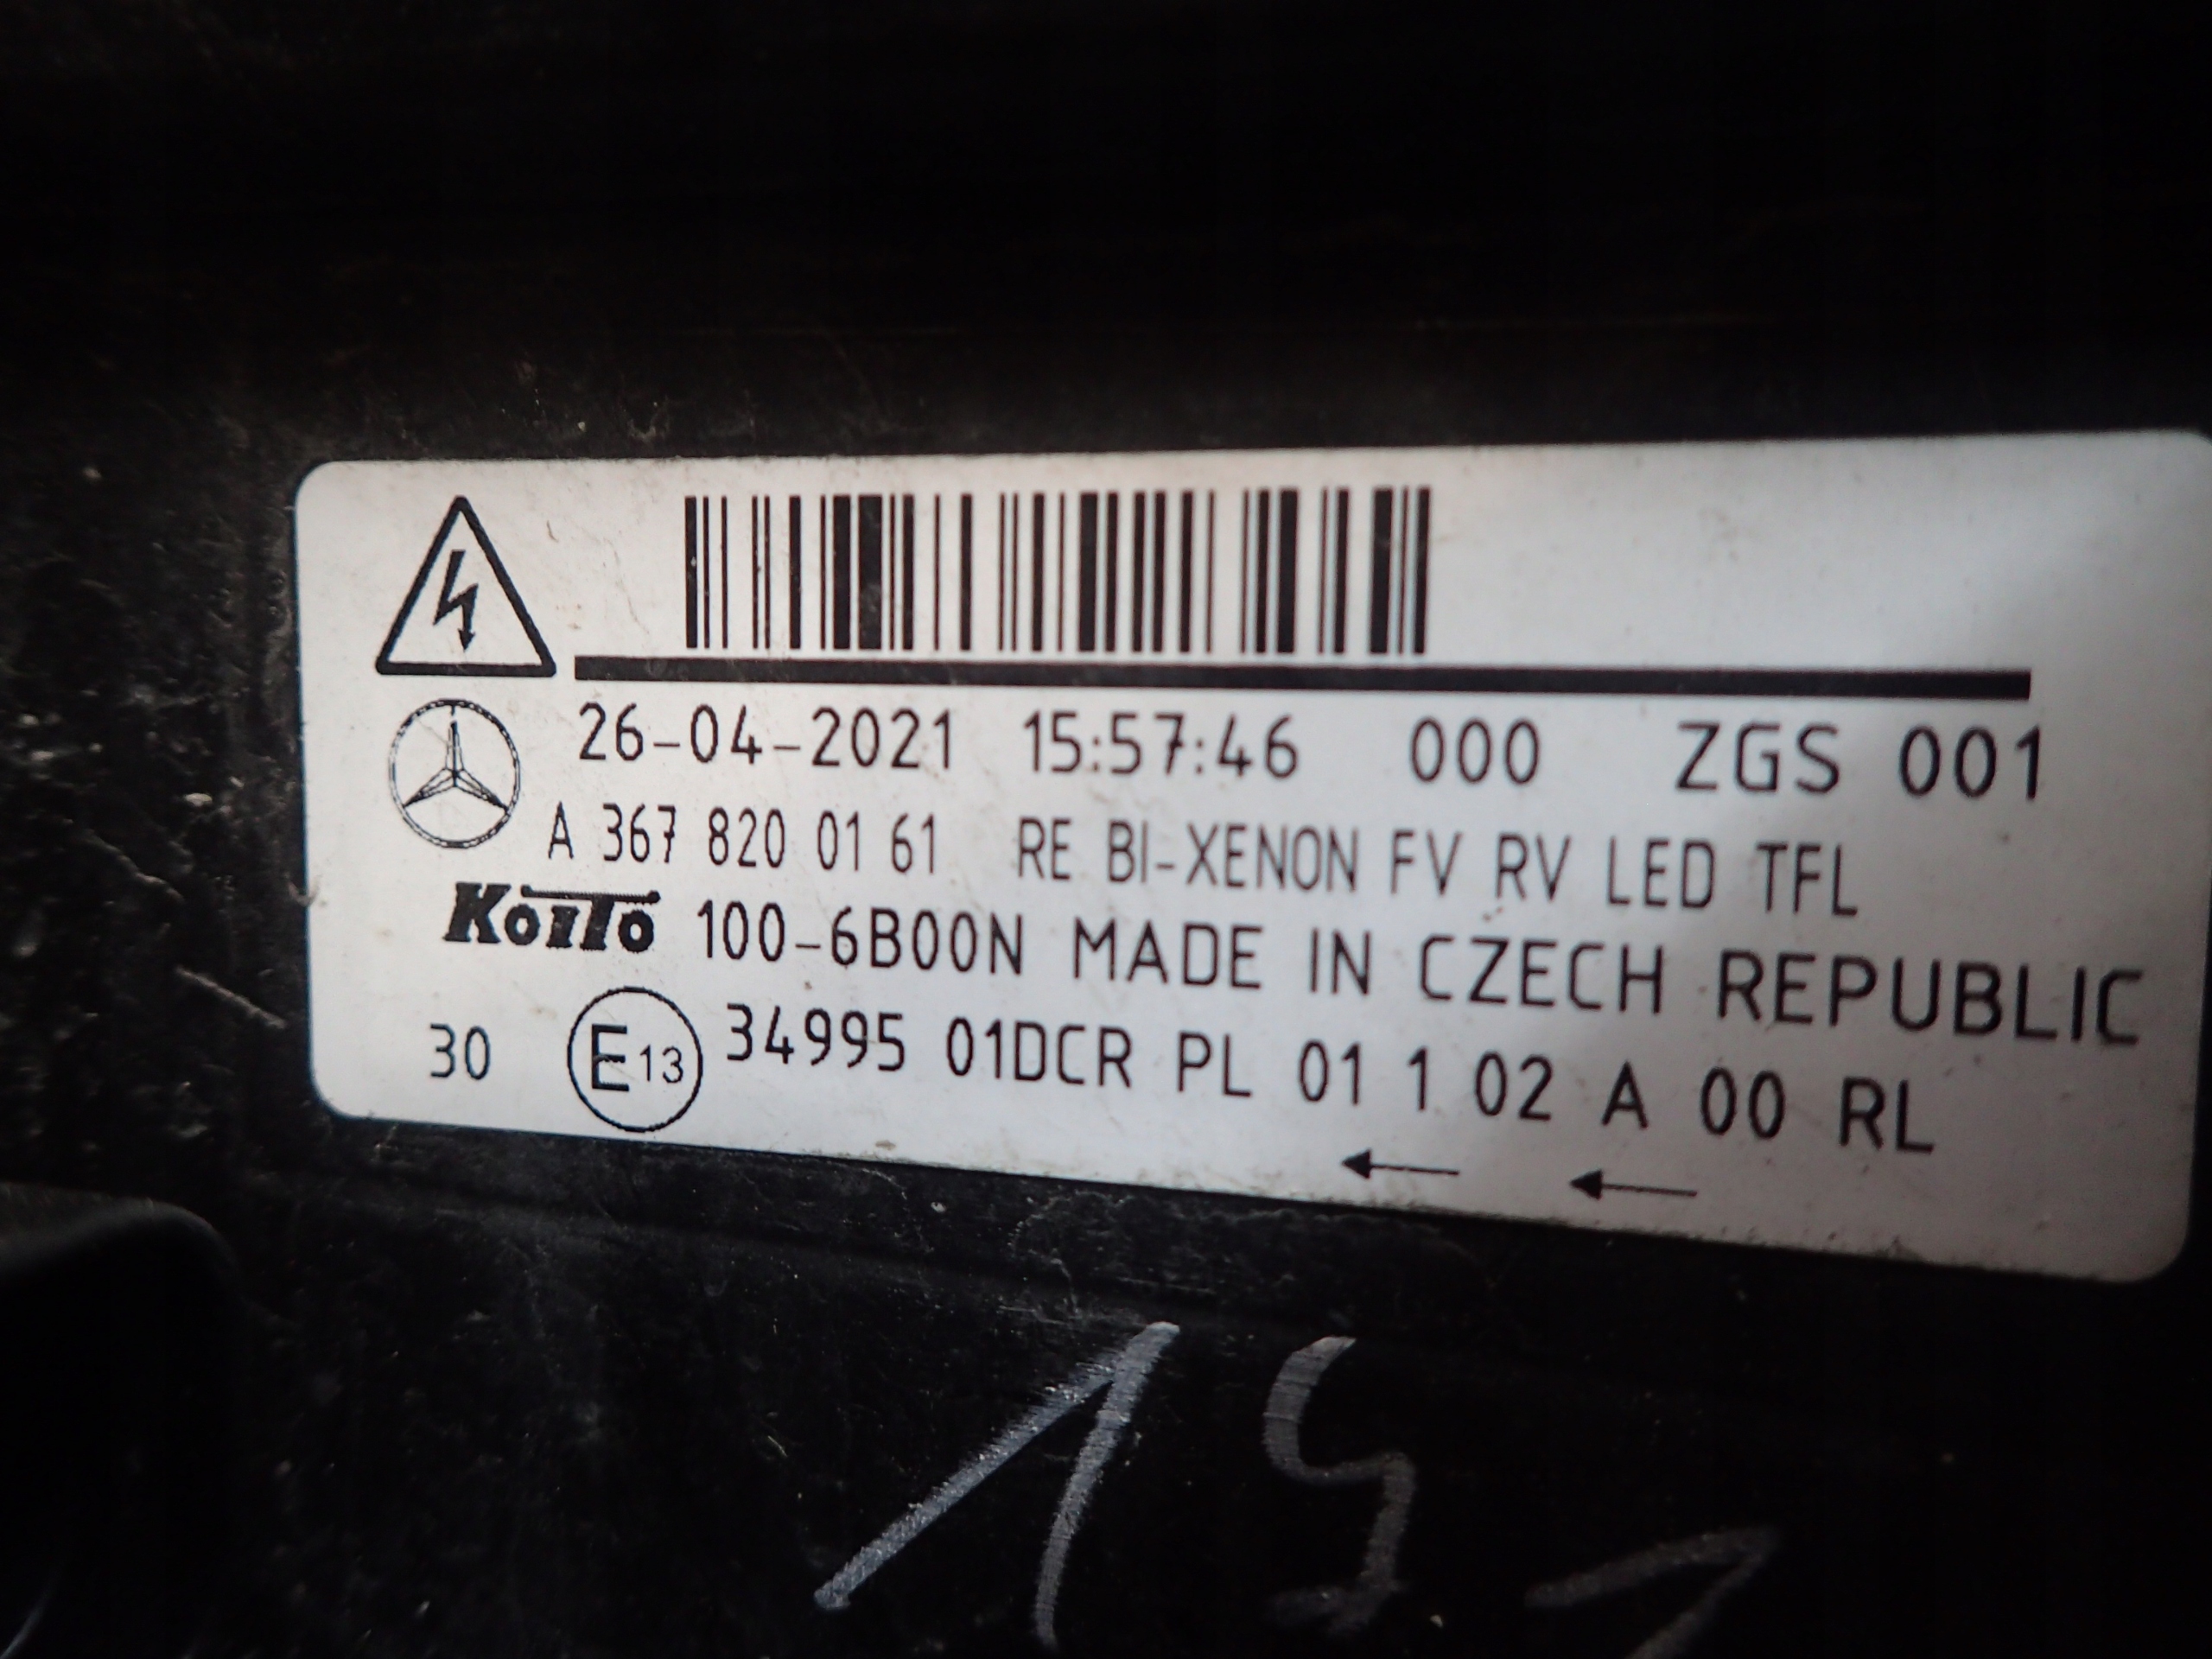 26-04-2021 15:57:46 000 ZGS 001
A 367 820 01 61 RE BI-XENON FV RV LED TFL
KOITO 100-6B00N MADE IN CZECH REPUBLIC
30 E13 34995 01DCR PL 01 1 02 A 00 RL
← ←